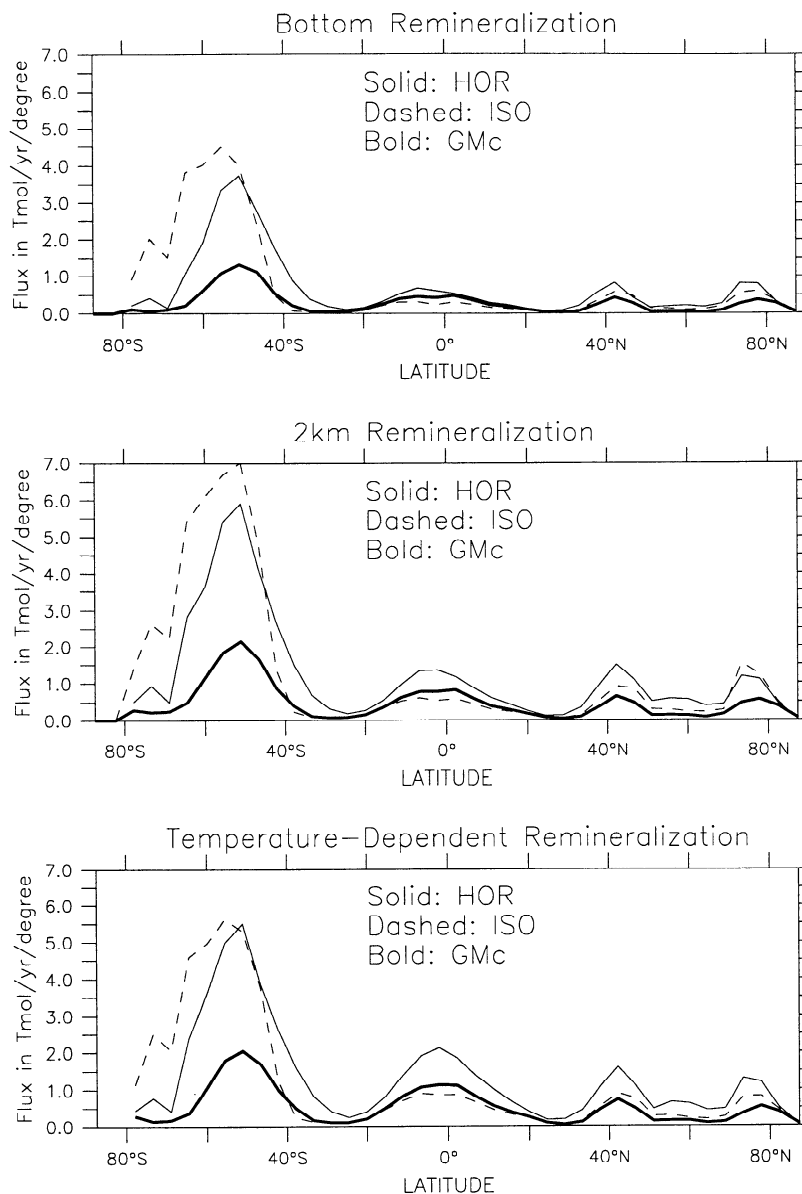 Bottom Remineralization
7.0
6.0
5.0
4.0
3.0
2.0
1.0
0.0
Flux in Tmol/yr/degree
Solid: HOR
Dashed: ISO
Bold: GMc
80°S 40°S 0° 40°N 80°N
LATITUDE
2km Remineralization
7.0
6.0
5.0
4.0
3.0
2.0
1.0
0.0
Flux in Tmol/yr/degree
Solid: HOR
Dashed: ISO
Bold: GMc
80°S 40°S 0° 40°N 80°N
LATITUDE
Temperature-Dependent Remineralization
7.0
6.0
5.0
4.0
3.0
2.0
1.0
0.0
Flux in Tmol/yr/degree
Solid: HOR
Dashed: ISO
Bold: GMc
80°S 40°S 0° 40°N 80°N
LATITUDE